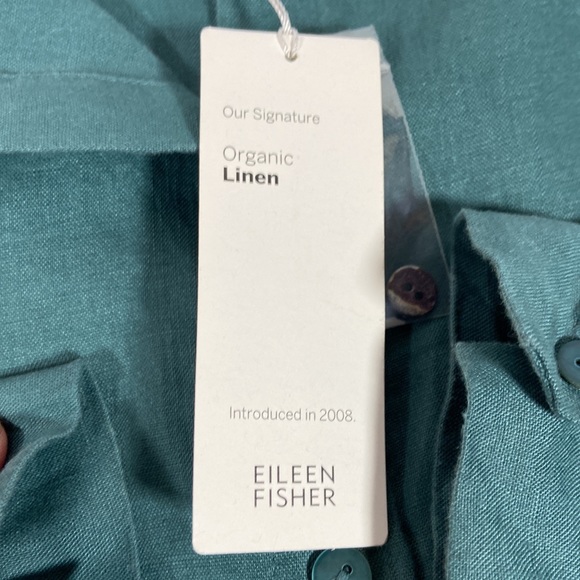 Our Signature
Organic
Linen
Introduced in 2008.
EILEEN
FISHER